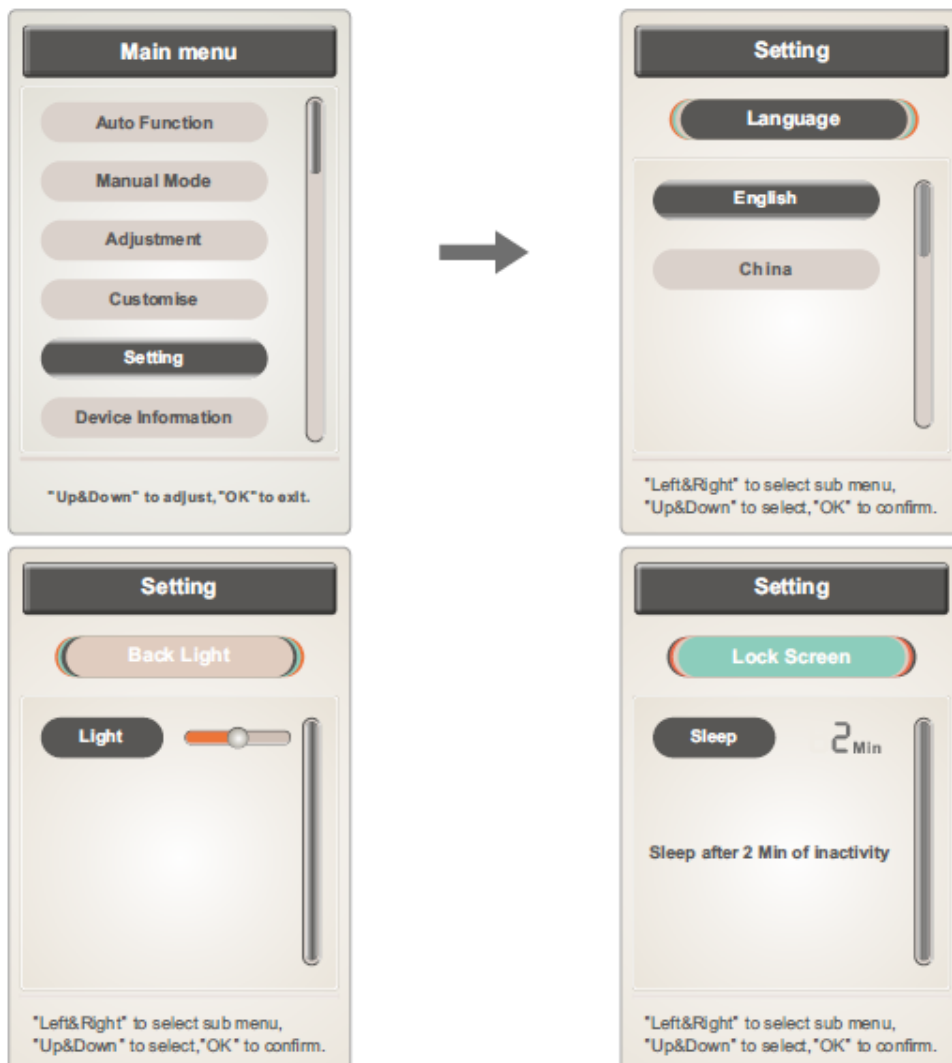 Main menu
Auto Function
Manual Mode
Adjustment
Customise
Setting
Device Information
"Up&Down" to adjust,"OK"to exit.
Setting
Language
English
China
"Left&Right" to select sub menu,
"Up&Down" to select,"OK" to confirm.
Setting
Back Light
Light
"Left&Right" to select sub menu,
"Up&Down" to select,"OK" to confirm.
Setting
Lock Screen
Sleep
2 Min
Sleep after 2 Min of inactivity
"Left&Right" to select sub menu,
"Up&Down" to select,"OK" to confirm.